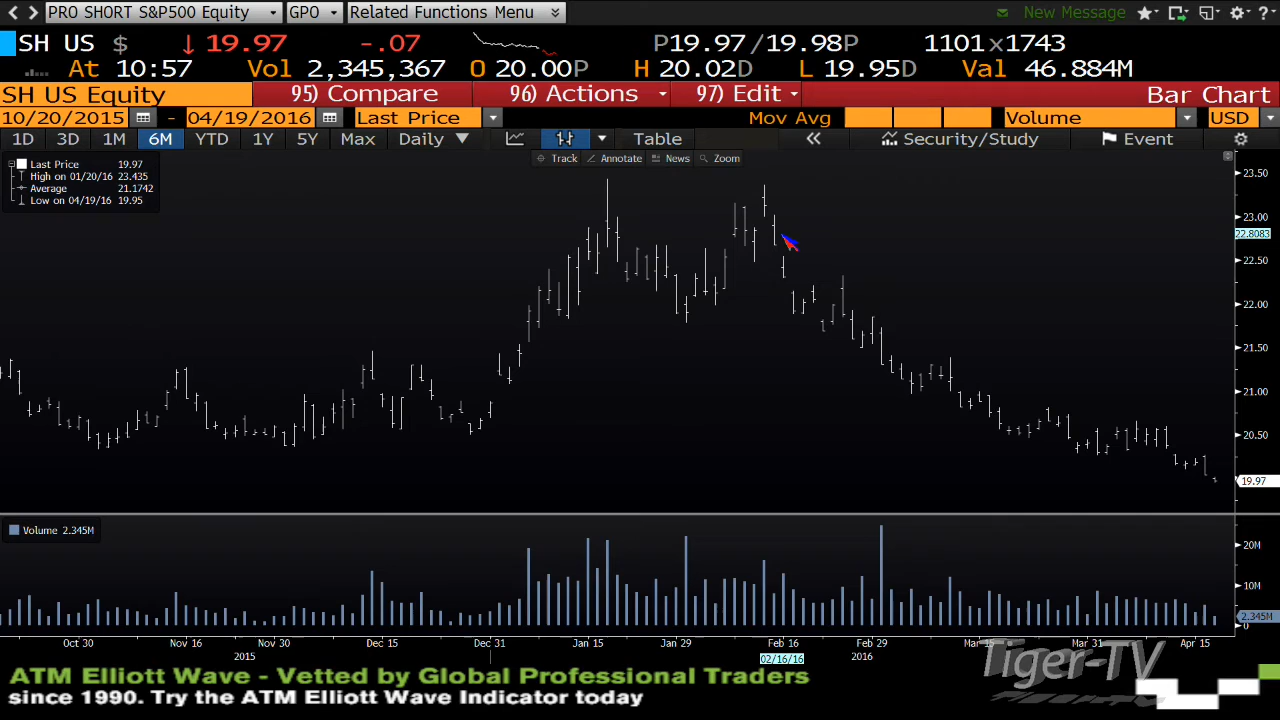 PRO SHORT S&P500 Equity GPO Related Functions Menu New Message ?
SH US $ ↓ 19.97 -.07 P19.97/19.98P 1101x1743
At 10:57 Vol 2,345,367 O 20.00P H 20.02D L 19.95D Val 46.884M
SH US Equity 95) Compare 96) Actions 97) Edit Bar Chart
10/20/2015 - 04/19/2016 Last Price Mov Avg Volume USD
1D 3D 1M 6M YTD 1Y 5Y Max Daily ▼ Table « Security/Study Event
Track Annotate News Zoom
Last Price 19.97
High on 01/20/16 23.435
Average 21.1742
Low on 04/19/16 19.95
23.50
23.00
22.8083
22.50
22.00
21.50
21.00
20.50
19.97
Volume 2.345M
20M
10M
2.345M
0
Oct 30 Nov 16 Nov 30 Dec 15 Dec 31 Jan 15 Jan 29 Feb 16 Feb 29 Mar 15 Mar 31 Apr 15
2015 02/16/16 2016
Tiger-TV
ATM Elliott Wave - Vetted by Global Professional Traders
since 1990. Try the ATM Elliott Wave Indicator today